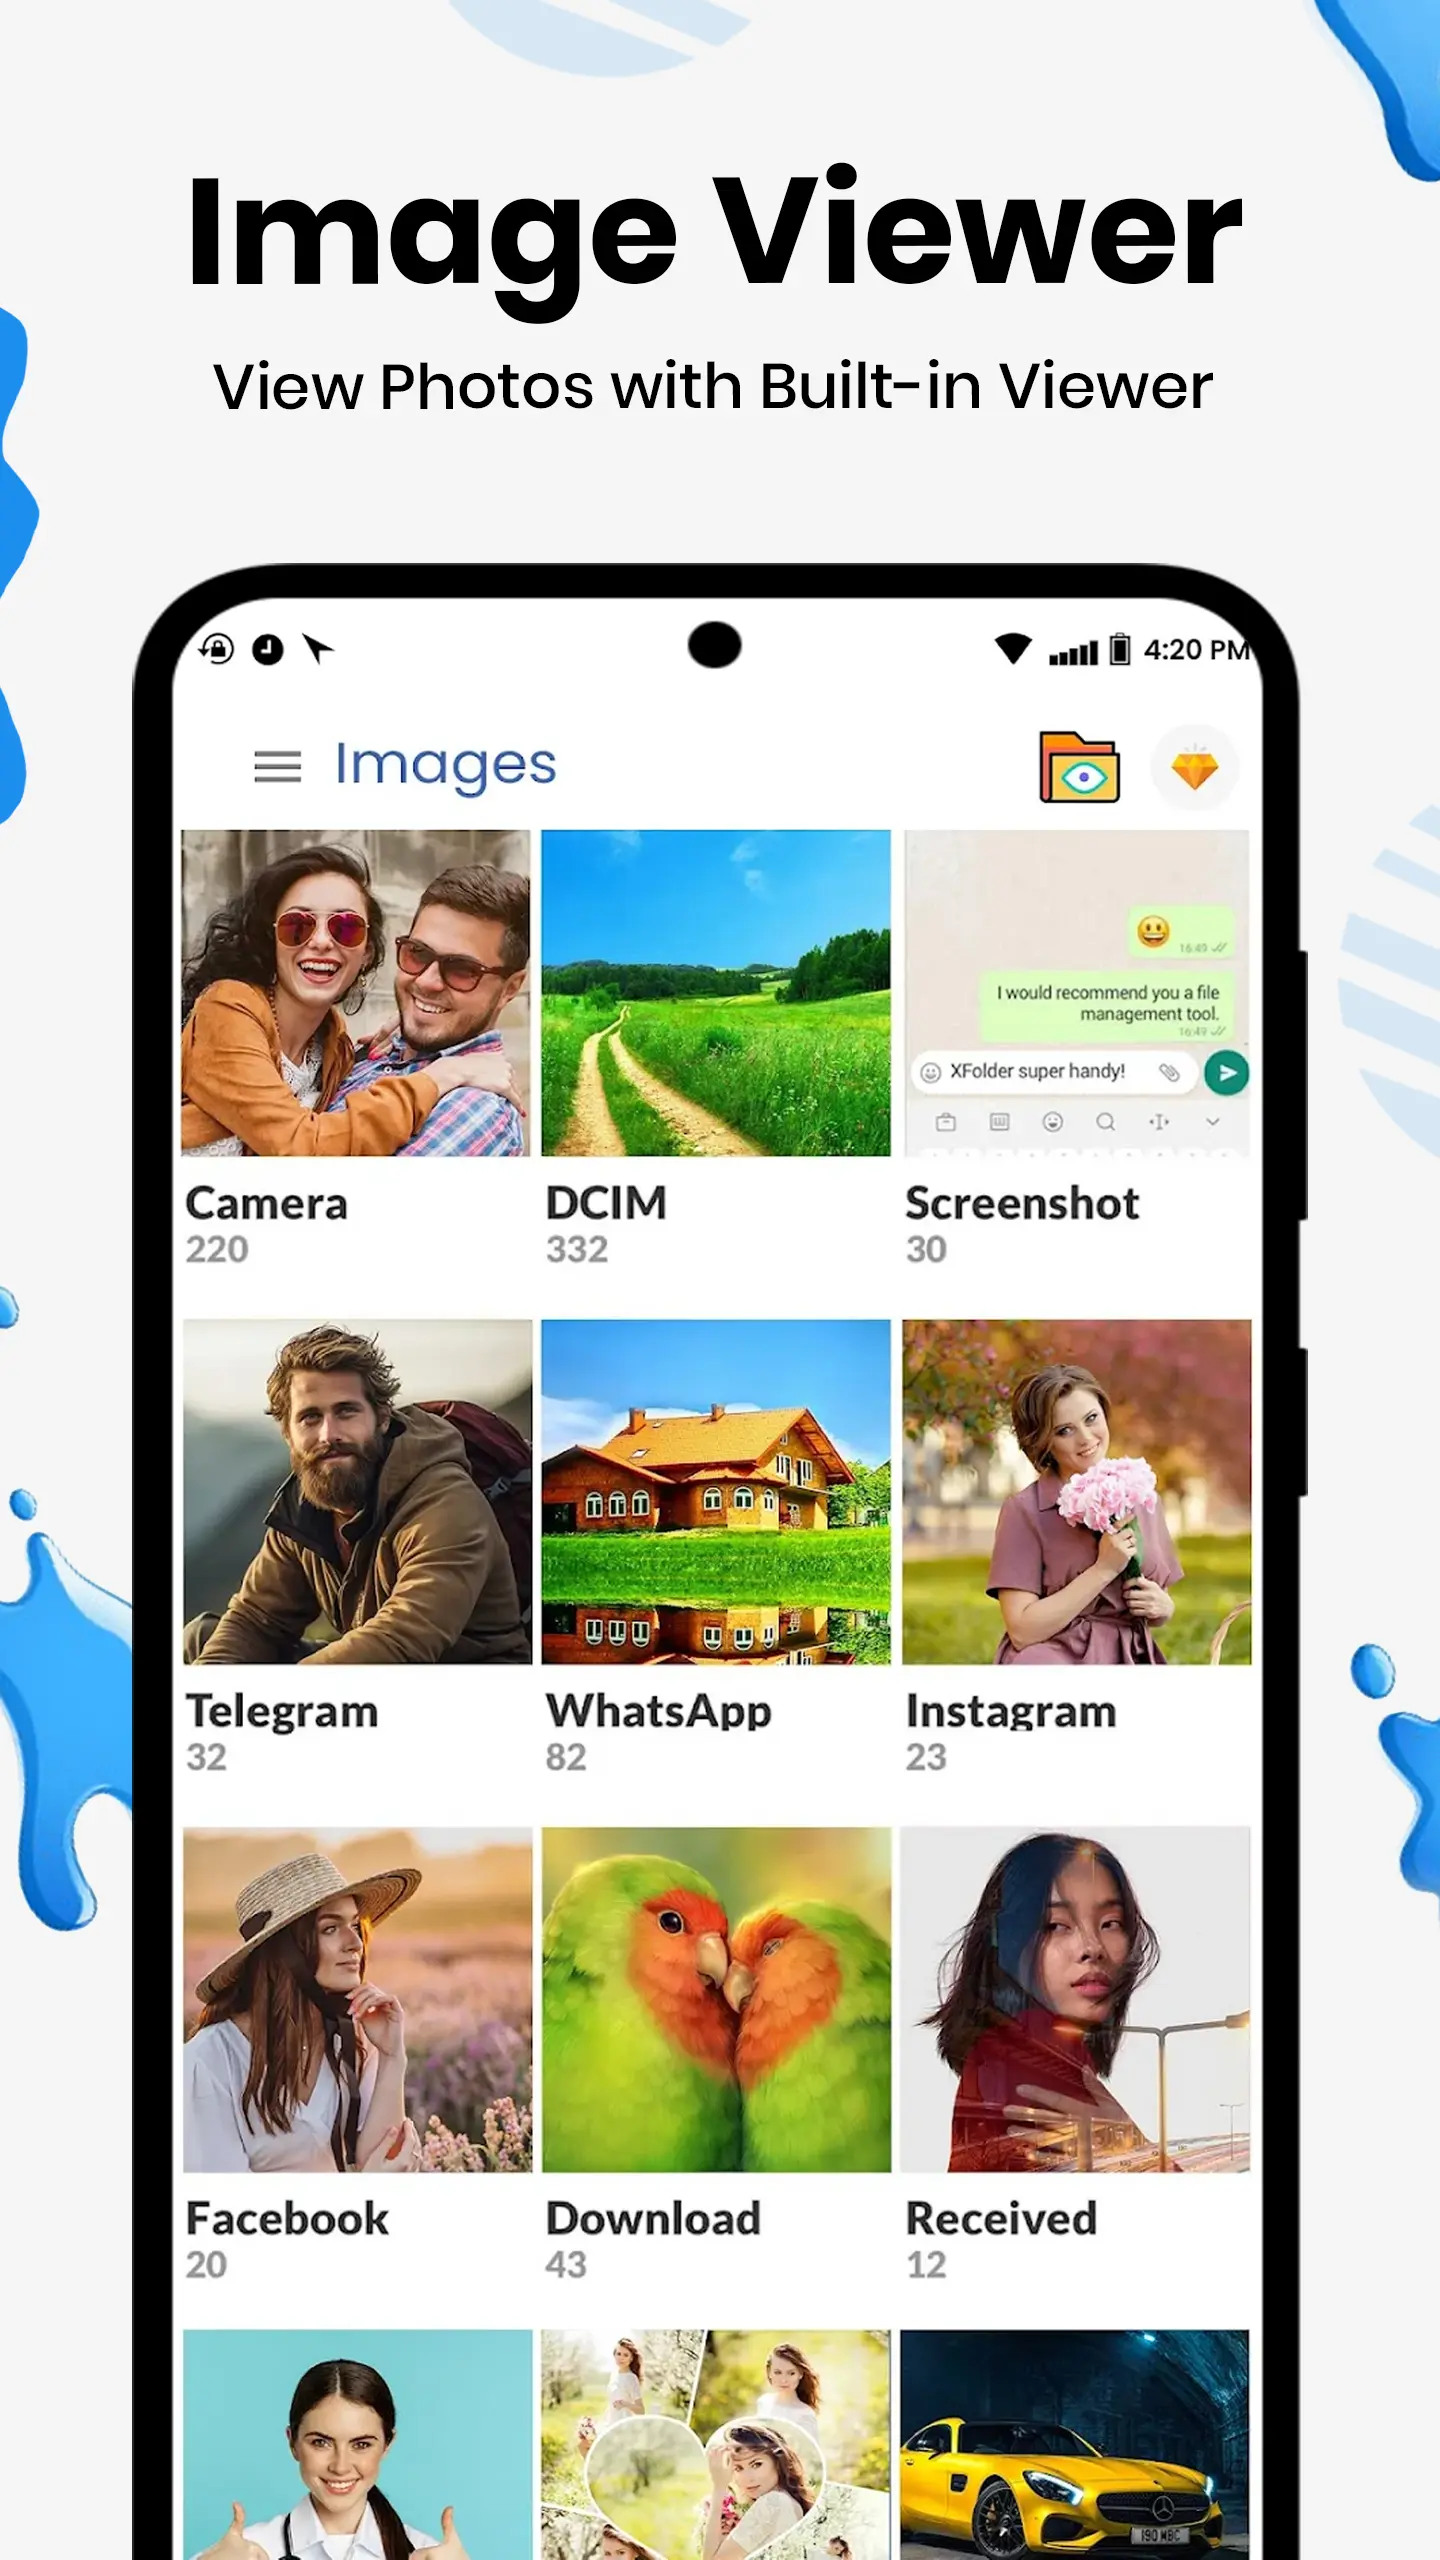 Image Viewer
View Photos with Built-in Viewer
4:20 PM
Images
16:49
I would recommend you a file
management tool.
16:49
XFolder super handy!
Camera
220
DCIM
332
Screenshot
30
Telegram
32
WhatsApp
82
Instagram
23
Facebook
20
Download
43
Received
12
190 MBC